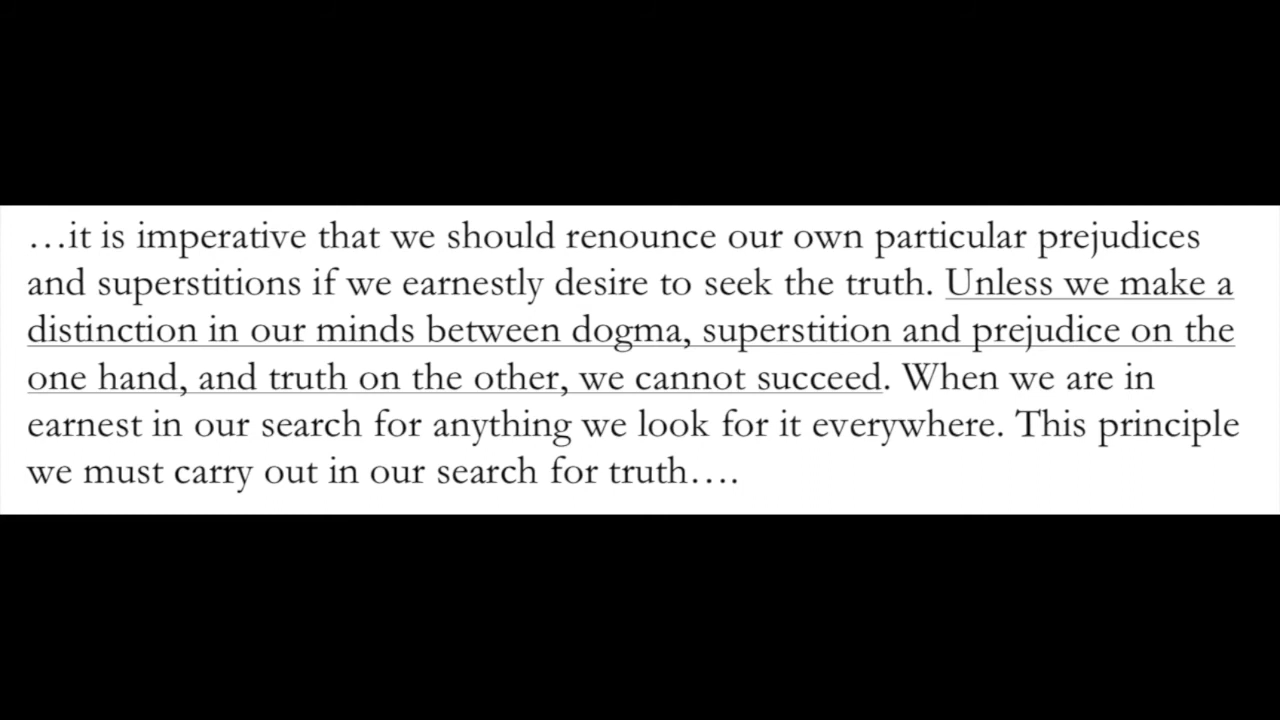 …it is imperative that we should renounce our own particular prejudices
and superstitions if we earnestly desire to seek the truth. Unless we make a
distinction in our minds between dogma, superstition and prejudice on the
one hand, and truth on the other, we cannot succeed. When we are in
earnest in our search for anything we look for it everywhere. This principle
we must carry out in our search for truth….